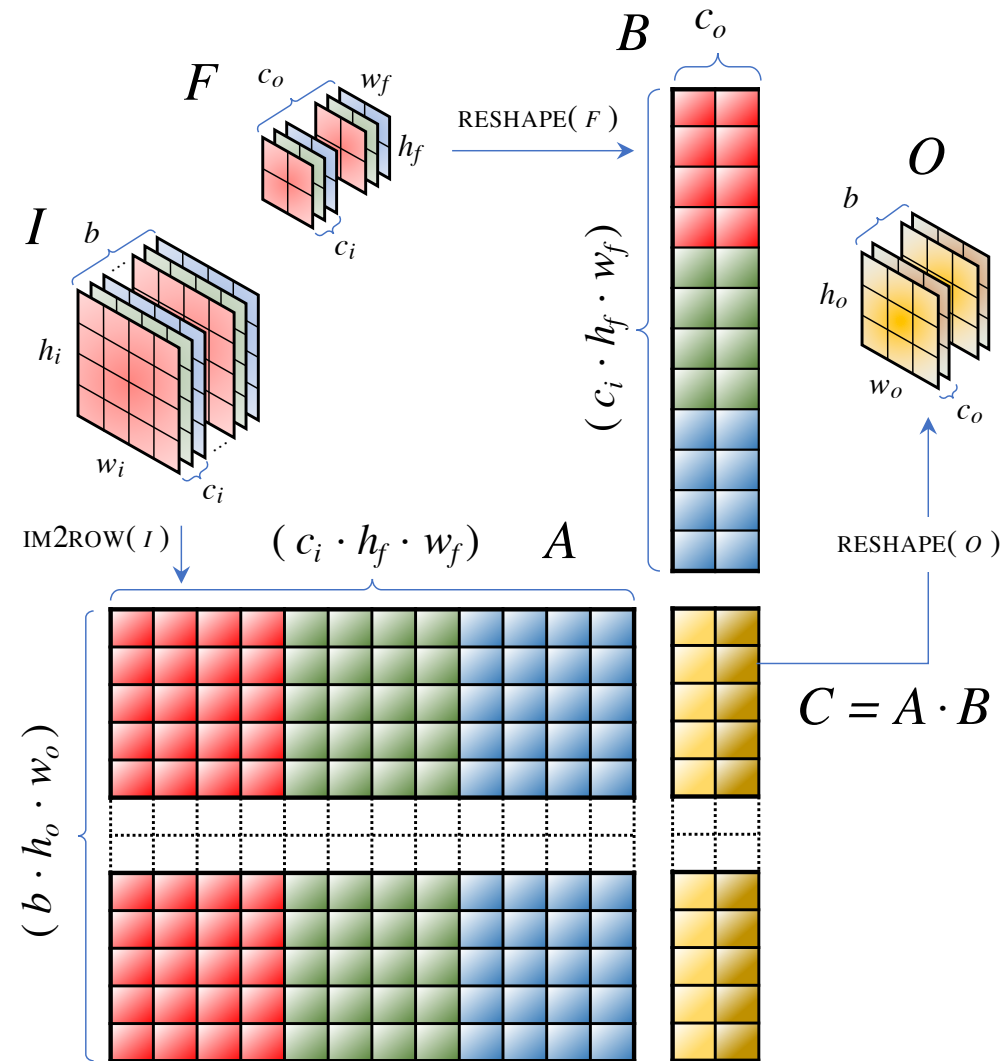 B
c_o
F
c_o
w_f
RESHAPE( F )
h_f
c_i
O
b
I
b
h_i
w_i
c_i
( c_i · h_f · w_f )
h_o
w_o
c_o
IM2ROW( I )
( c_i · h_f · w_f )
A
RESHAPE( O )
C = A · B
( b · h_o · w_o )